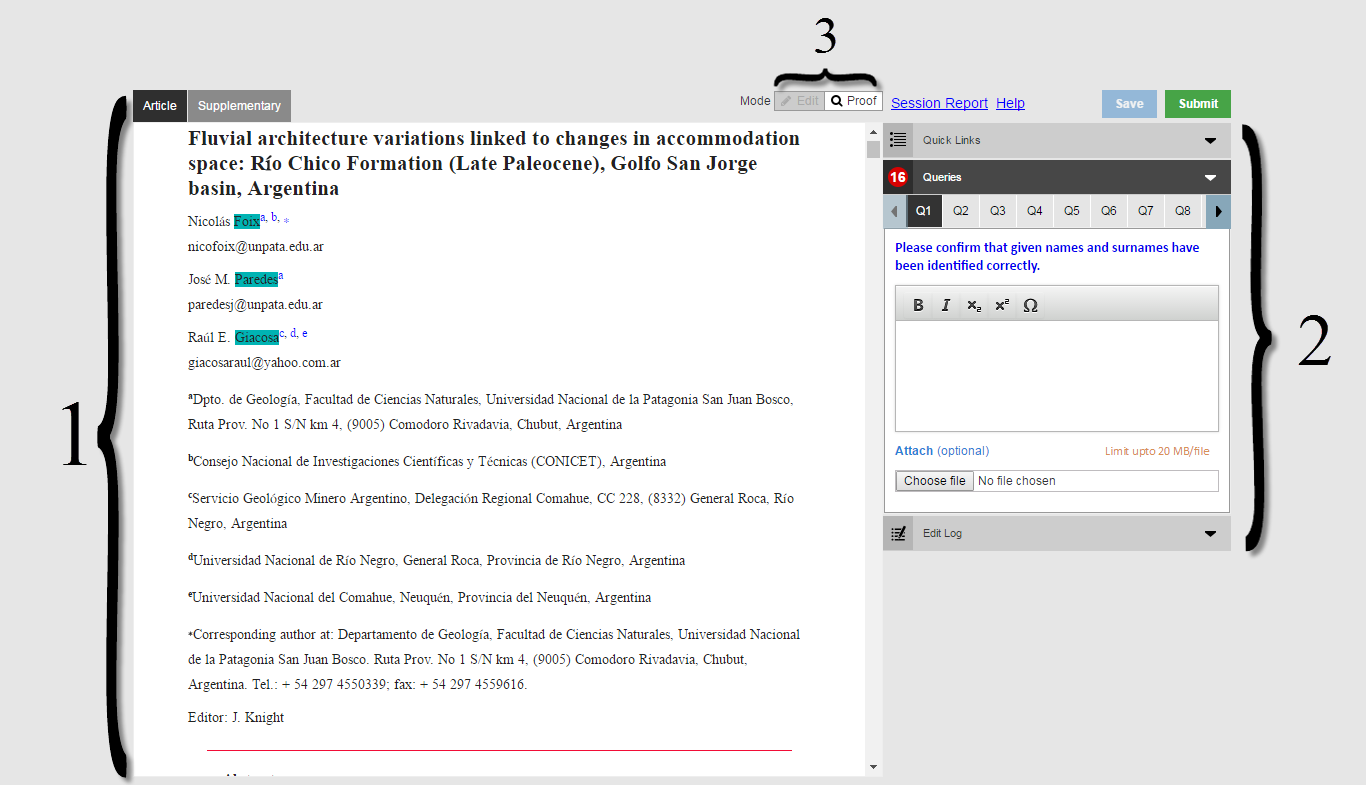 3
Article Supplementary
Mode Edit Proof Session Report Help Save Submit
1
Fluvial architecture variations linked to changes in accommodation
space: Río Chico Formation (Late Paleocene), Golfo San Jorge
basin, Argentina
Nicolás Foixa, b, *
nicofoix@unpata.edu.ar
José M. Paredesa
paredesj@unpata.edu.ar
Raúl E. Giacosac, d, e
giacosaraul@yahoo.com.ar
aDpto. de Geología, Facultad de Ciencias Naturales, Universidad Nacional de la Patagonia San Juan Bosco,
Ruta Prov. No 1 S/N km 4, (9005) Comodoro Rivadavia, Chubut, Argentina
bConsejo Nacional de Investigaciones Científicas y Técnicas (CONICET), Argentina
cServicio Geológico Minero Argentino, Delegación Regional Comahue, CC 228, (8332) General Roca, Río
Negro, Argentina
dUniversidad Nacional de Río Negro, General Roca, Provincia de Río Negro, Argentina
eUniversidad Nacional del Comahue, Neuquén, Provincia del Neuquén, Argentina
*Corresponding author at: Departamento de Geología, Facultad de Ciencias Naturales, Universidad Nacional
de la Patagonia San Juan Bosco. Ruta Prov. No 1 S/N km 4, (9005) Comodoro Rivadavia, Chubut,
Argentina. Tel.: + 54 297 4550339; fax: + 54 297 4559616.
Editor: J. Knight
Quick Links
16 Queries
Q1 Q2 Q3 Q4 Q5 Q6 Q7 Q8
Please confirm that given names and surnames have
been identified correctly.
B I x2 x2 Ω
Attach (optional) Limit upto 20 MB/file
Choose file No file chosen
Edit Log
2